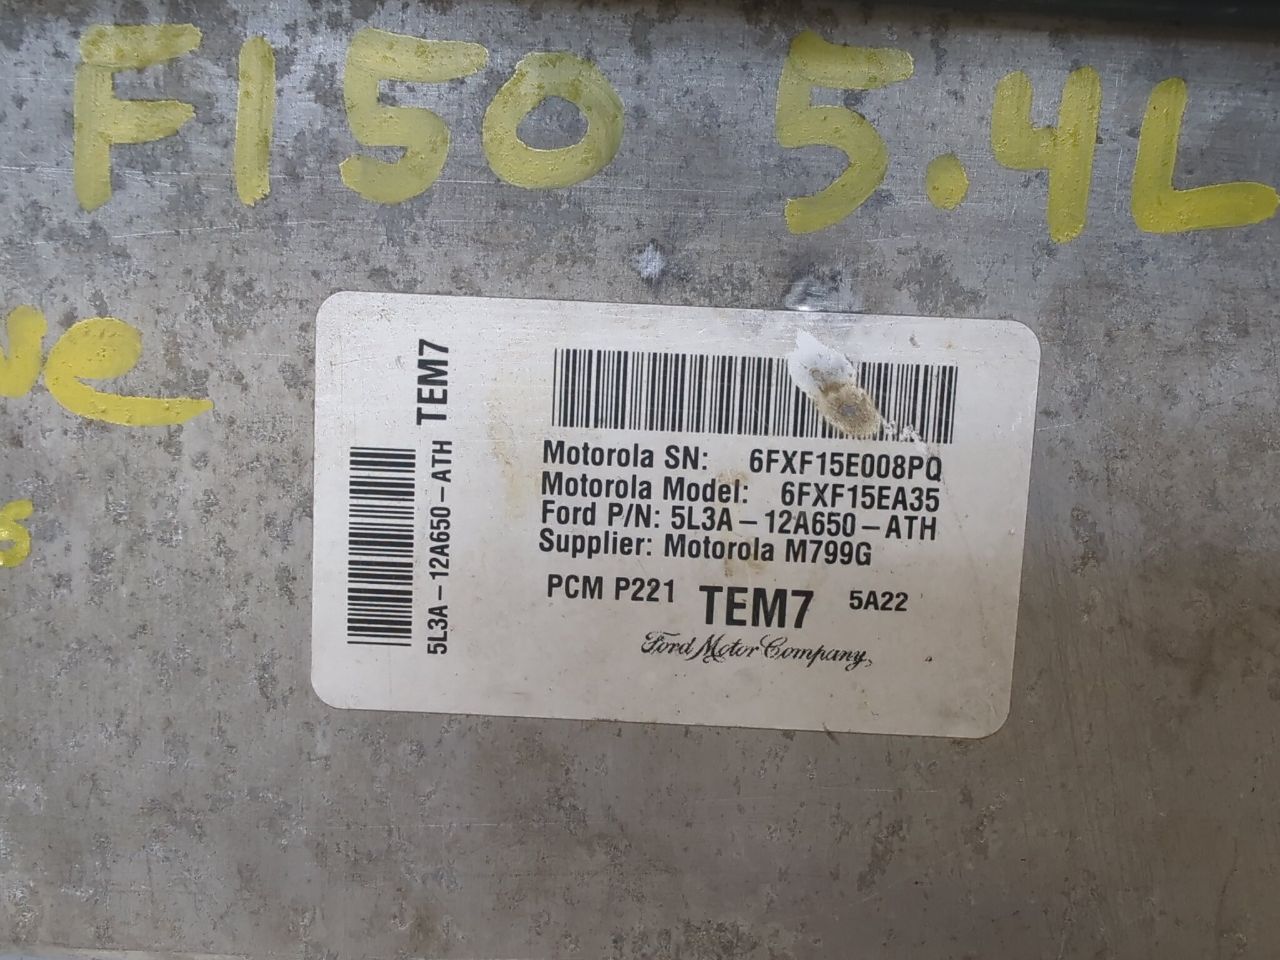 F150 5.4L
TEM7
5L3A-12A650-ATH
Motorola SN: 6FXF15E008PQ
Motorola Model: 6FXF15EA35
Ford P/N: 5L3A-12A650-ATH
Supplier: Motorola M799G
PCM P221 TEM7 5A22
Ford Motor Company,